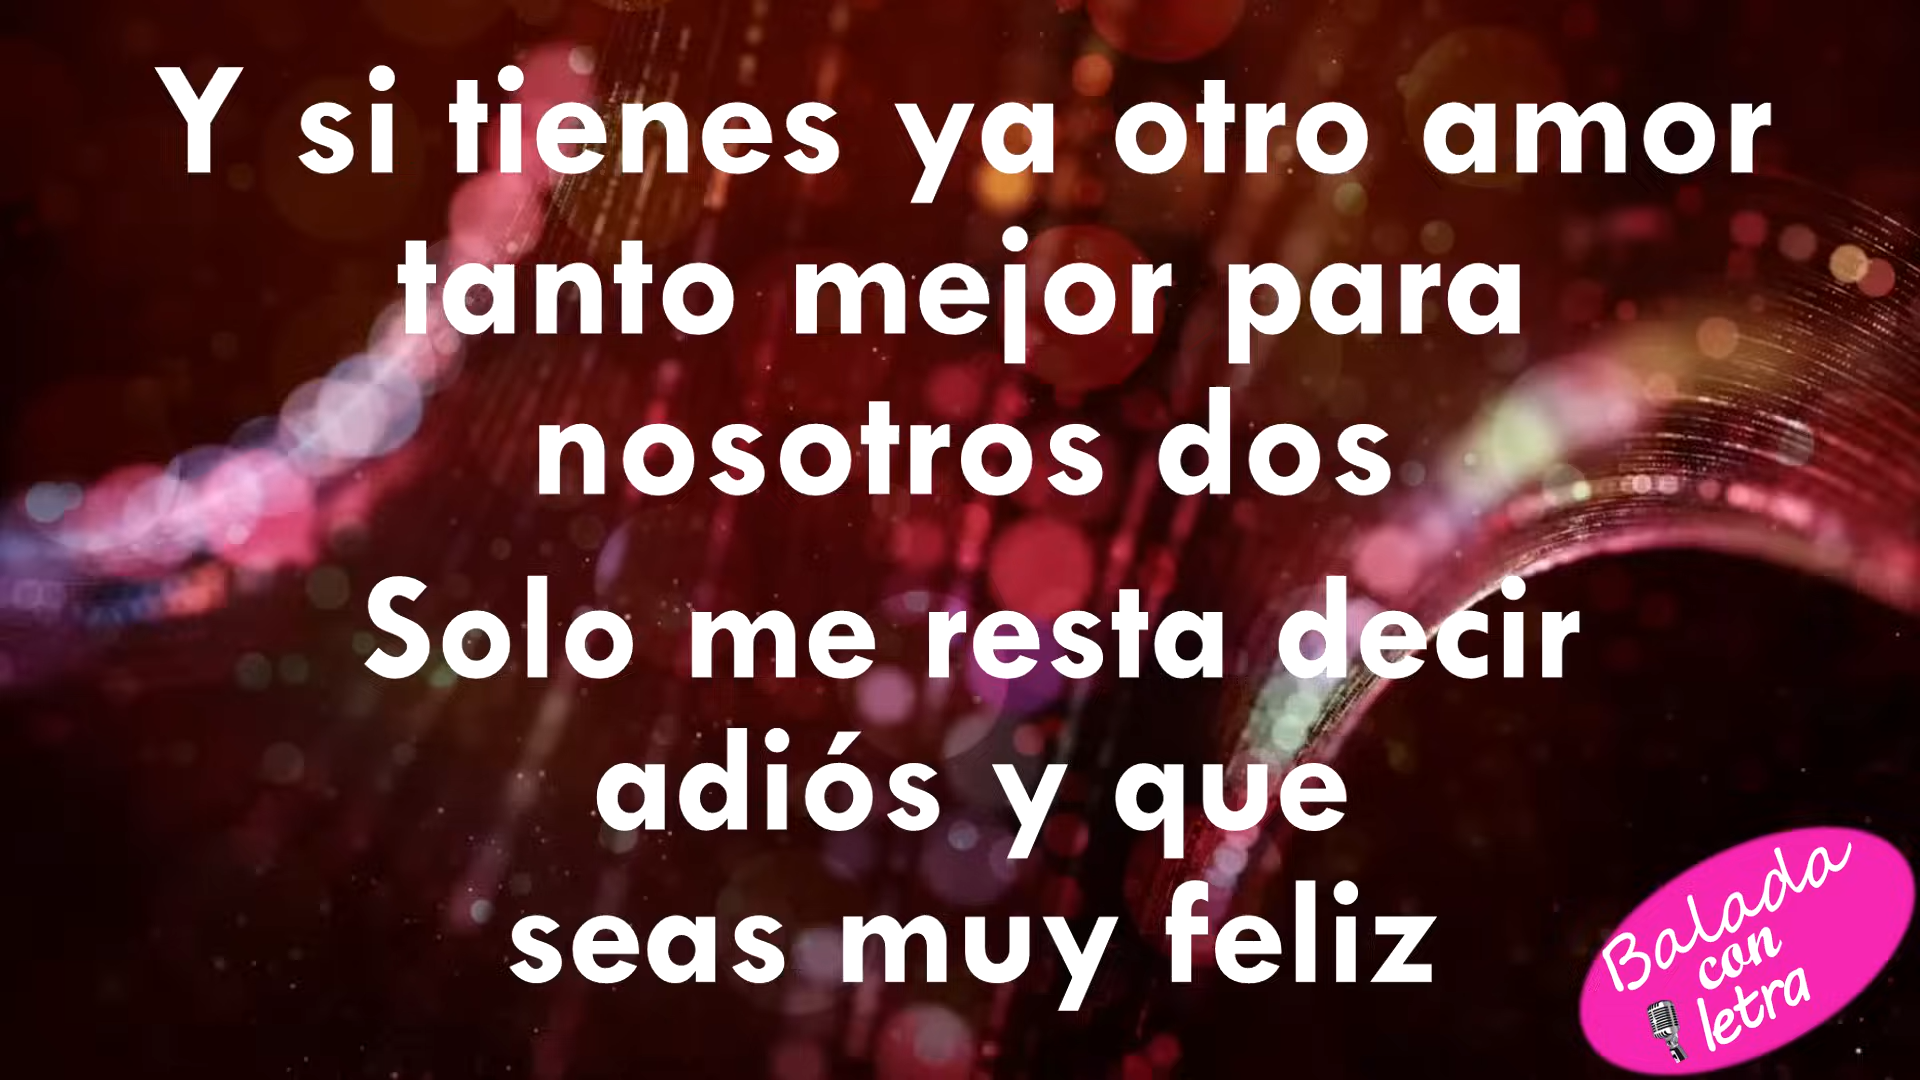 Y si tienes ya otro amor
tanto mejor para
nosotros dos
Solo me resta decir
adiós y que
seas muy feliz
Balada
con
letra